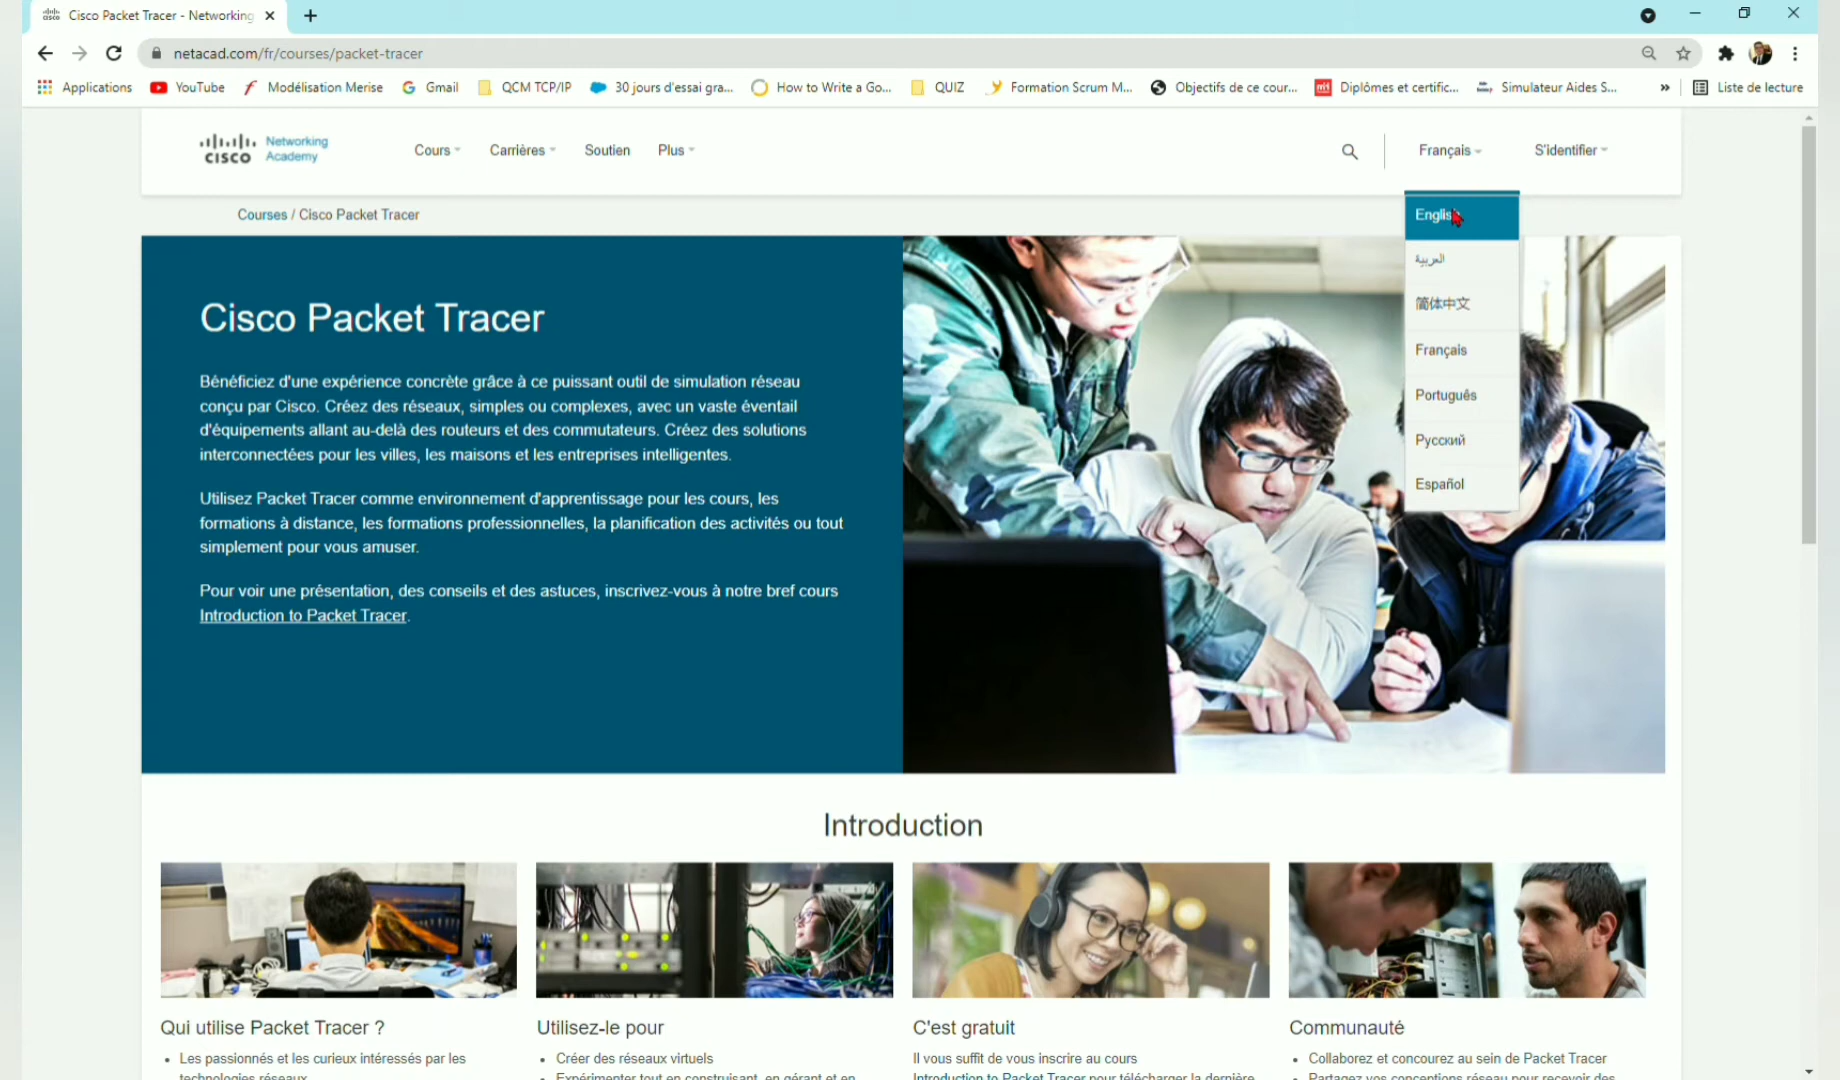 Cisco Packet Tracer - Networking
netacad.com/fr/courses/packet-tracer
Applications YouTube Modélisation Merise Gmail QCM TCP/IP 30 jours d'essai gra... How to Write a Go... QUIZ Formation Scrum M... Objectifs de ce cour... Diplômes et certific... Simulateur Aides S... » Liste de lecture
CISCO Networking Academy
Cours Carrières Soutien Plus Français S'identifier
Courses / Cisco Packet Tracer
English
العربية
简体中文
Français
Português
Русский
Español
Cisco Packet Tracer
Bénéficiez d'une expérience concrète grâce à ce puissant outil de simulation réseau
conçu par Cisco. Créez des réseaux, simples ou complexes, avec un vaste éventail
d'équipements allant au-delà des routeurs et des commutateurs. Créez des solutions
interconnectées pour les villes, les maisons et les entreprises intelligentes.
Utilisez Packet Tracer comme environnement d'apprentissage pour les cours, les
formations à distance, les formations professionnelles, la planification des activités ou tout
simplement pour vous amuser.
Pour voir une présentation, des conseils et des astuces, inscrivez-vous à notre bref cours
Introduction to Packet Tracer.
Introduction
Qui utilise Packet Tracer ?
• Les passionnés et les curieux intéressés par les
technologies réseaux
Utilisez-le pour
• Créer des réseaux virtuels
• Expérimenter tout en construisant, en gérant et en
C'est gratuit
Il vous suffit de vous inscrire au cours
Introduction to Packet Tracer pour télécharger la dernière
Communauté
• Collaborez et concourez au sein de Packet Tracer
• Partagez vos conceptions réseau pour recevoir des